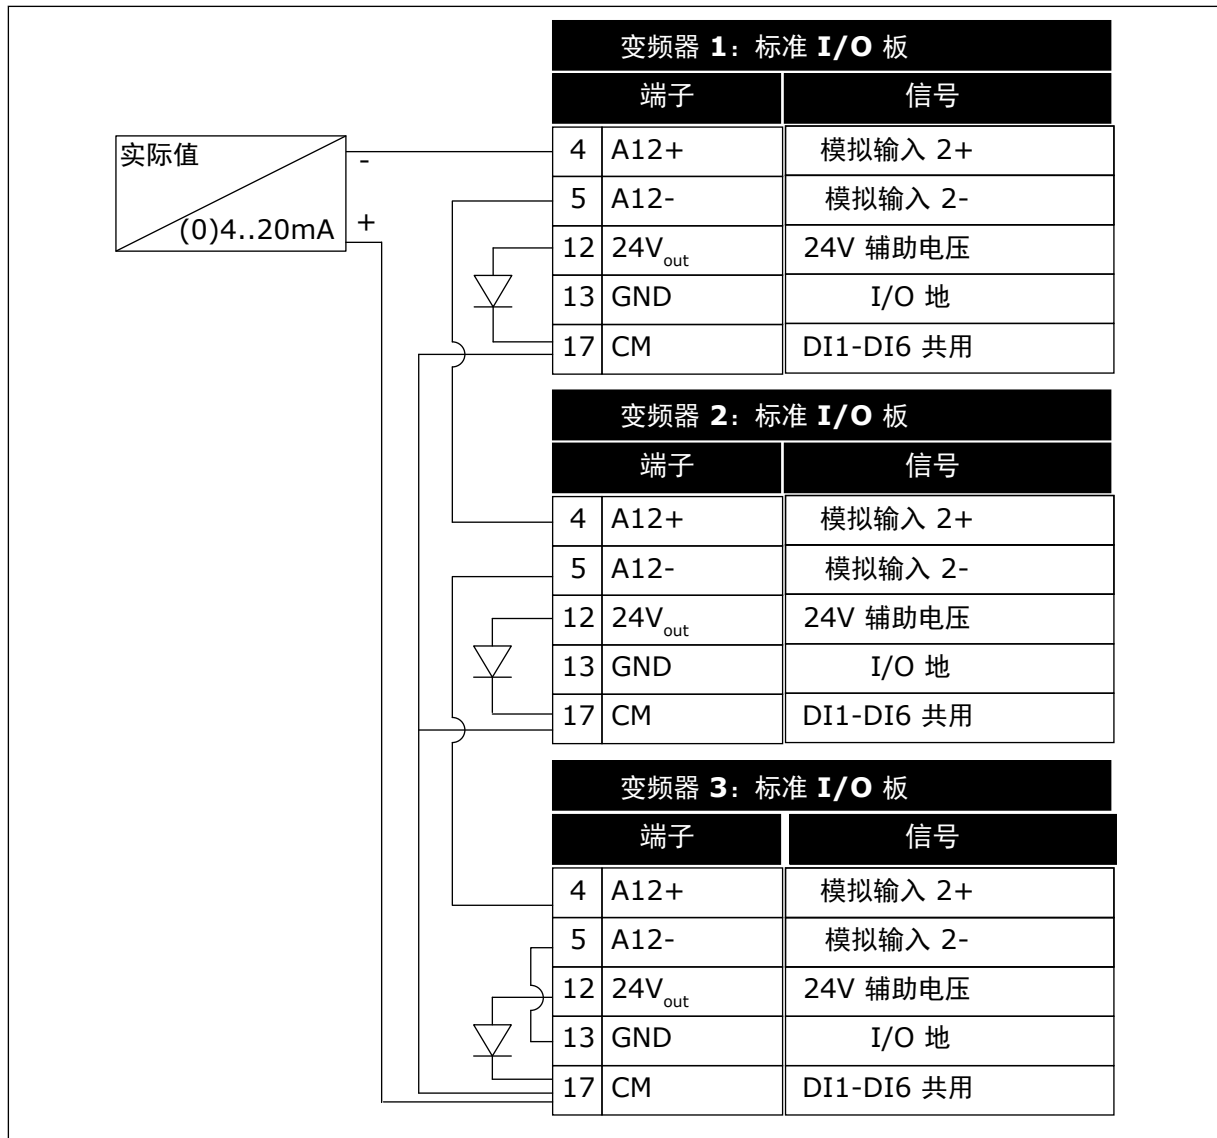 变频器 1：标准 I/O 板
端子 信号
实际值
-
(0)4..20mA
+
4 A12+ 模拟输入 2+
5 A12- 模拟输入 2-
12 24Vout 24V 辅助电压
13 GND I/O 地
17 CM DI1-DI6 共用
变频器 2：标准 I/O 板
端子 信号
4 A12+ 模拟输入 2+
5 A12- 模拟输入 2-
12 24Vout 24V 辅助电压
13 GND I/O 地
17 CM DI1-DI6 共用
变频器 3：标准 I/O 板
端子 信号
4 A12+ 模拟输入 2+
5 A12- 模拟输入 2-
12 24Vout 24V 辅助电压
13 GND I/O 地
17 CM DI1-DI6 共用